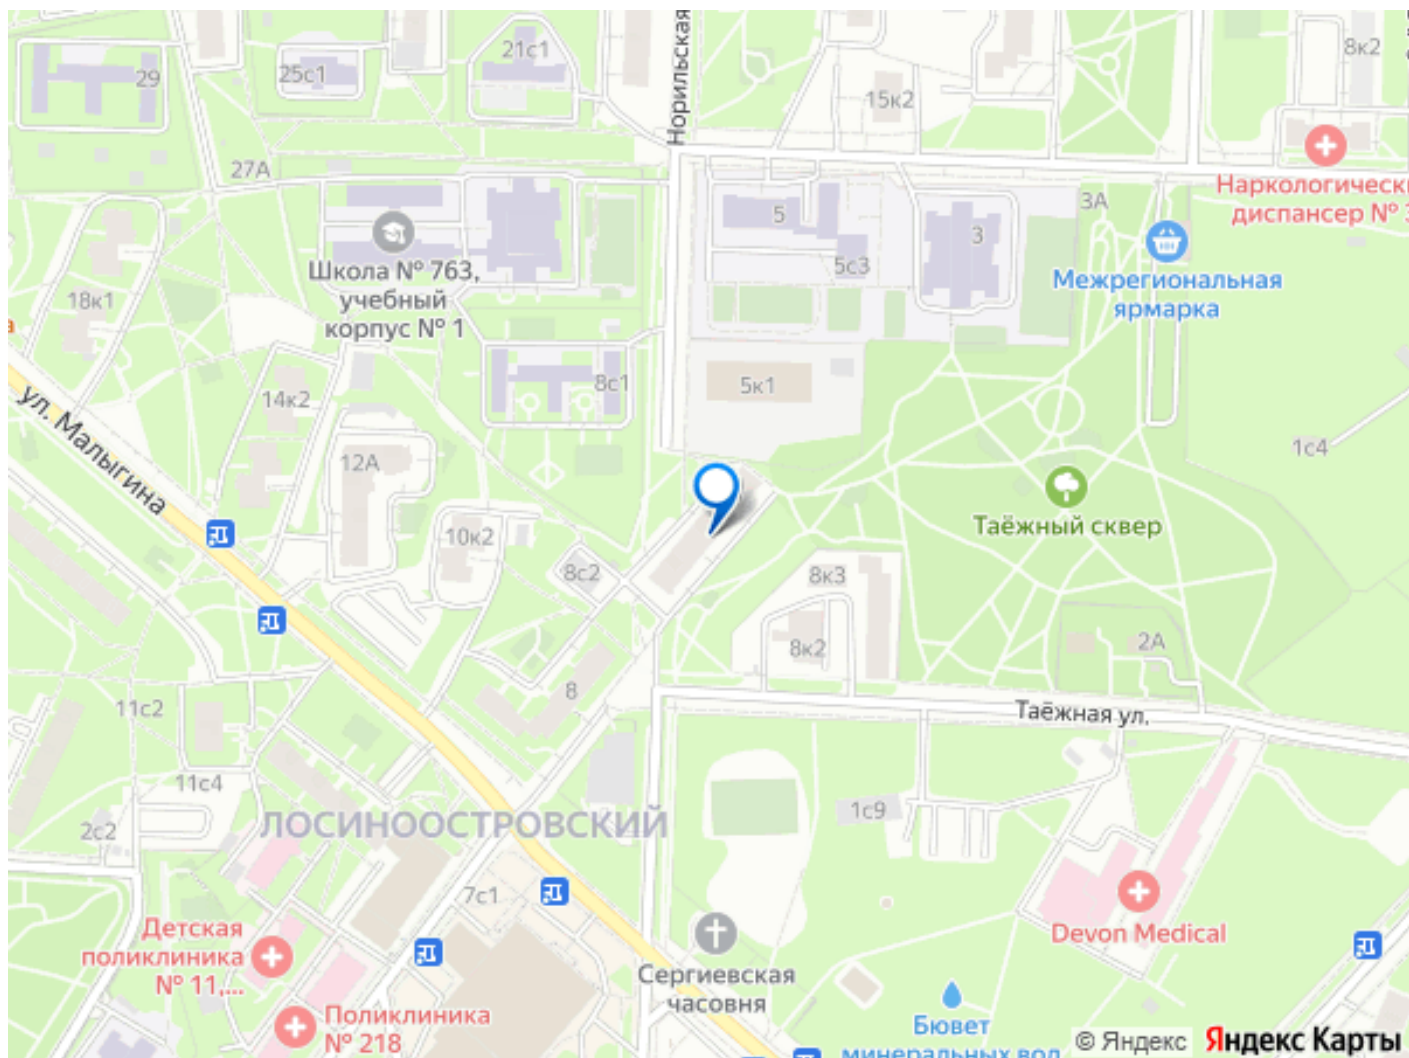 Норильская
21с1
8к2
29
25с1
15к2
27А
Наркологически
диспансер № 3
3А
5
3
5с3
Школа № 763,
учебный
корпус № 1
Межрегиональная
ярмарка
18к1
8с1
5к1
14к2
ул. Малыгина
1с4
12А
Таёжный сквер
10к2
8с2
8к3
8к2
2А
8
11с2
Таёжная ул.
11с4
1с9
2с2
ЛОСИНООСТРОВСКИЙ
7с1
Детская
поликлиника
№ 11,...
Devon Medical
Сергиевская
часовня
Поликлиника
№ 218
Бювет
минеральных вод
© Яндекс Яндекс Карты